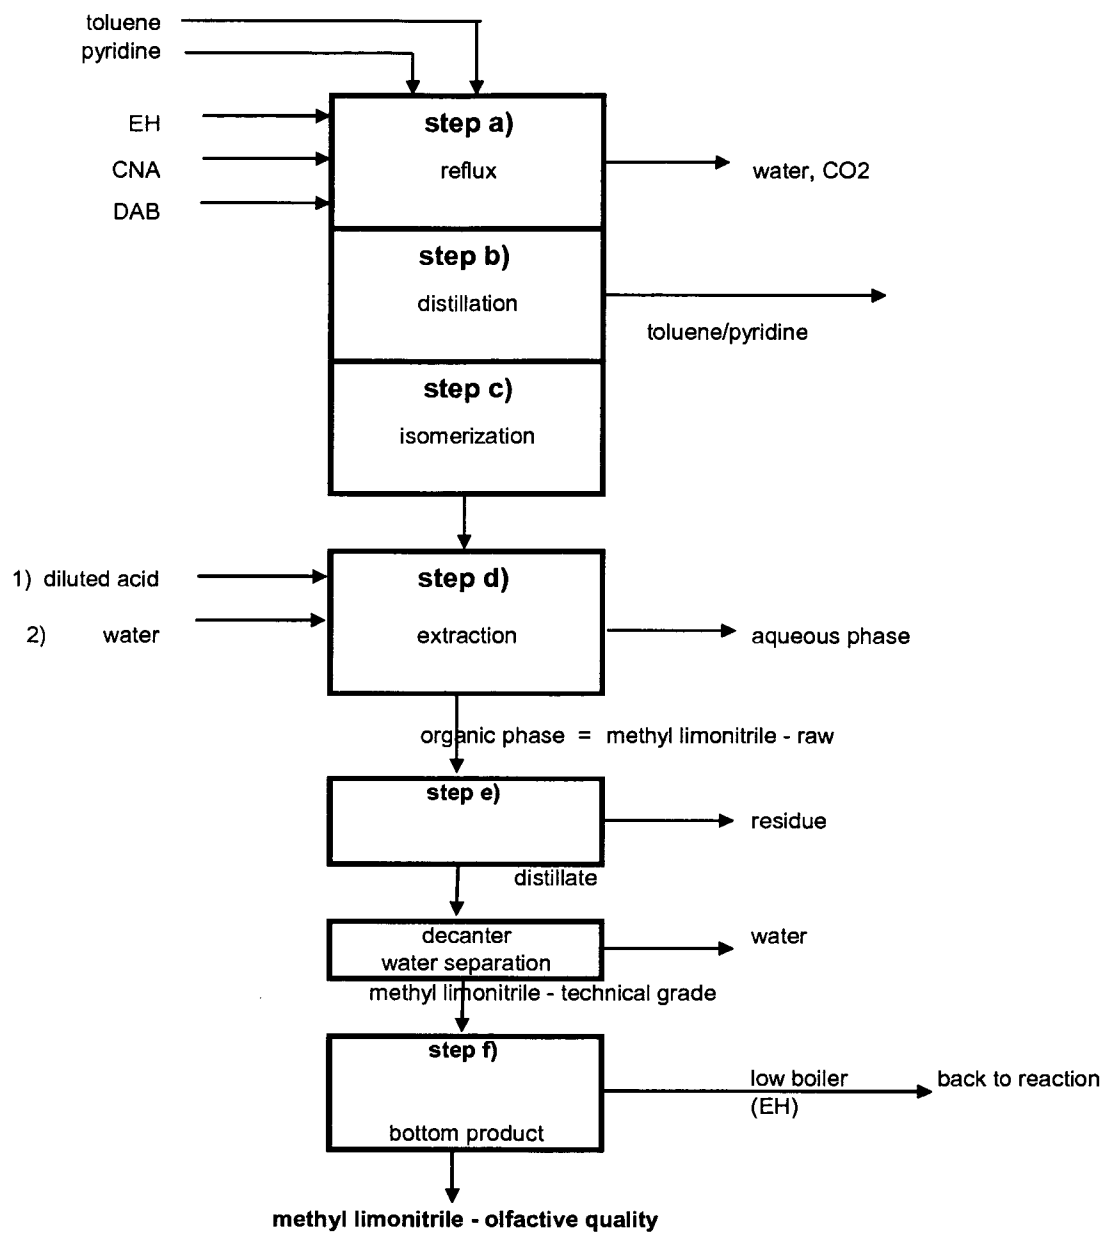 toluene
pyridine
EH
CNA
DAB
step a)
reflux
water, CO2
step b)
distillation
toluene/pyridine
step c)
isomerization
1) diluted acid
2) water
step d)
extraction
aqueous phase
organic phase = methyl limonitrile - raw
step e)
residue
distillate
decanter
water separation
water
methyl limonitrile - technical grade
step f)
low boiler
(EH)
back to reaction
bottom product
methyl limonitrile - olfactive quality